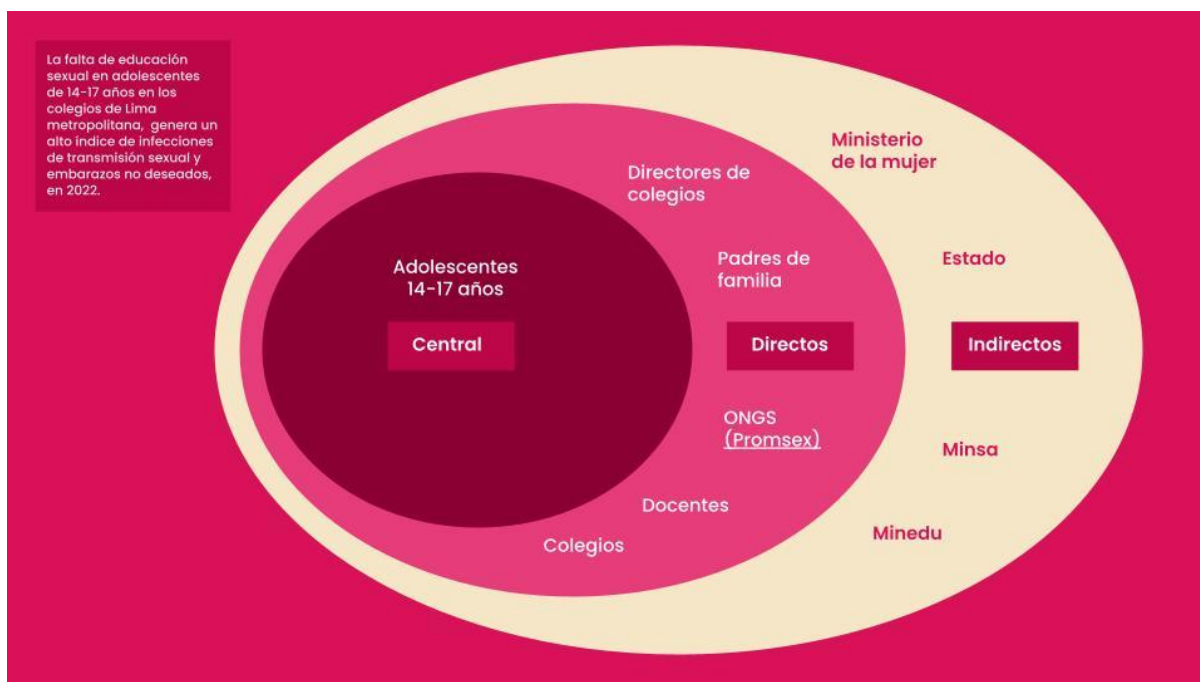 La falta de educación
sexual en adolescentes
de 14-17 años en los
colegios de Lima
metropolitana, genera un
alto índice de infecciones
de transmisión sexual y
embarazos no deseados,
en 2022.
Adolescentes
14-17 años
Central
Directores de
colegios
Padres de
familia
Directos
ONGS
(Promsex)
Docentes
Colegios
Ministerio
de la mujer
Estado
Indirectos
Minsa
Minedu